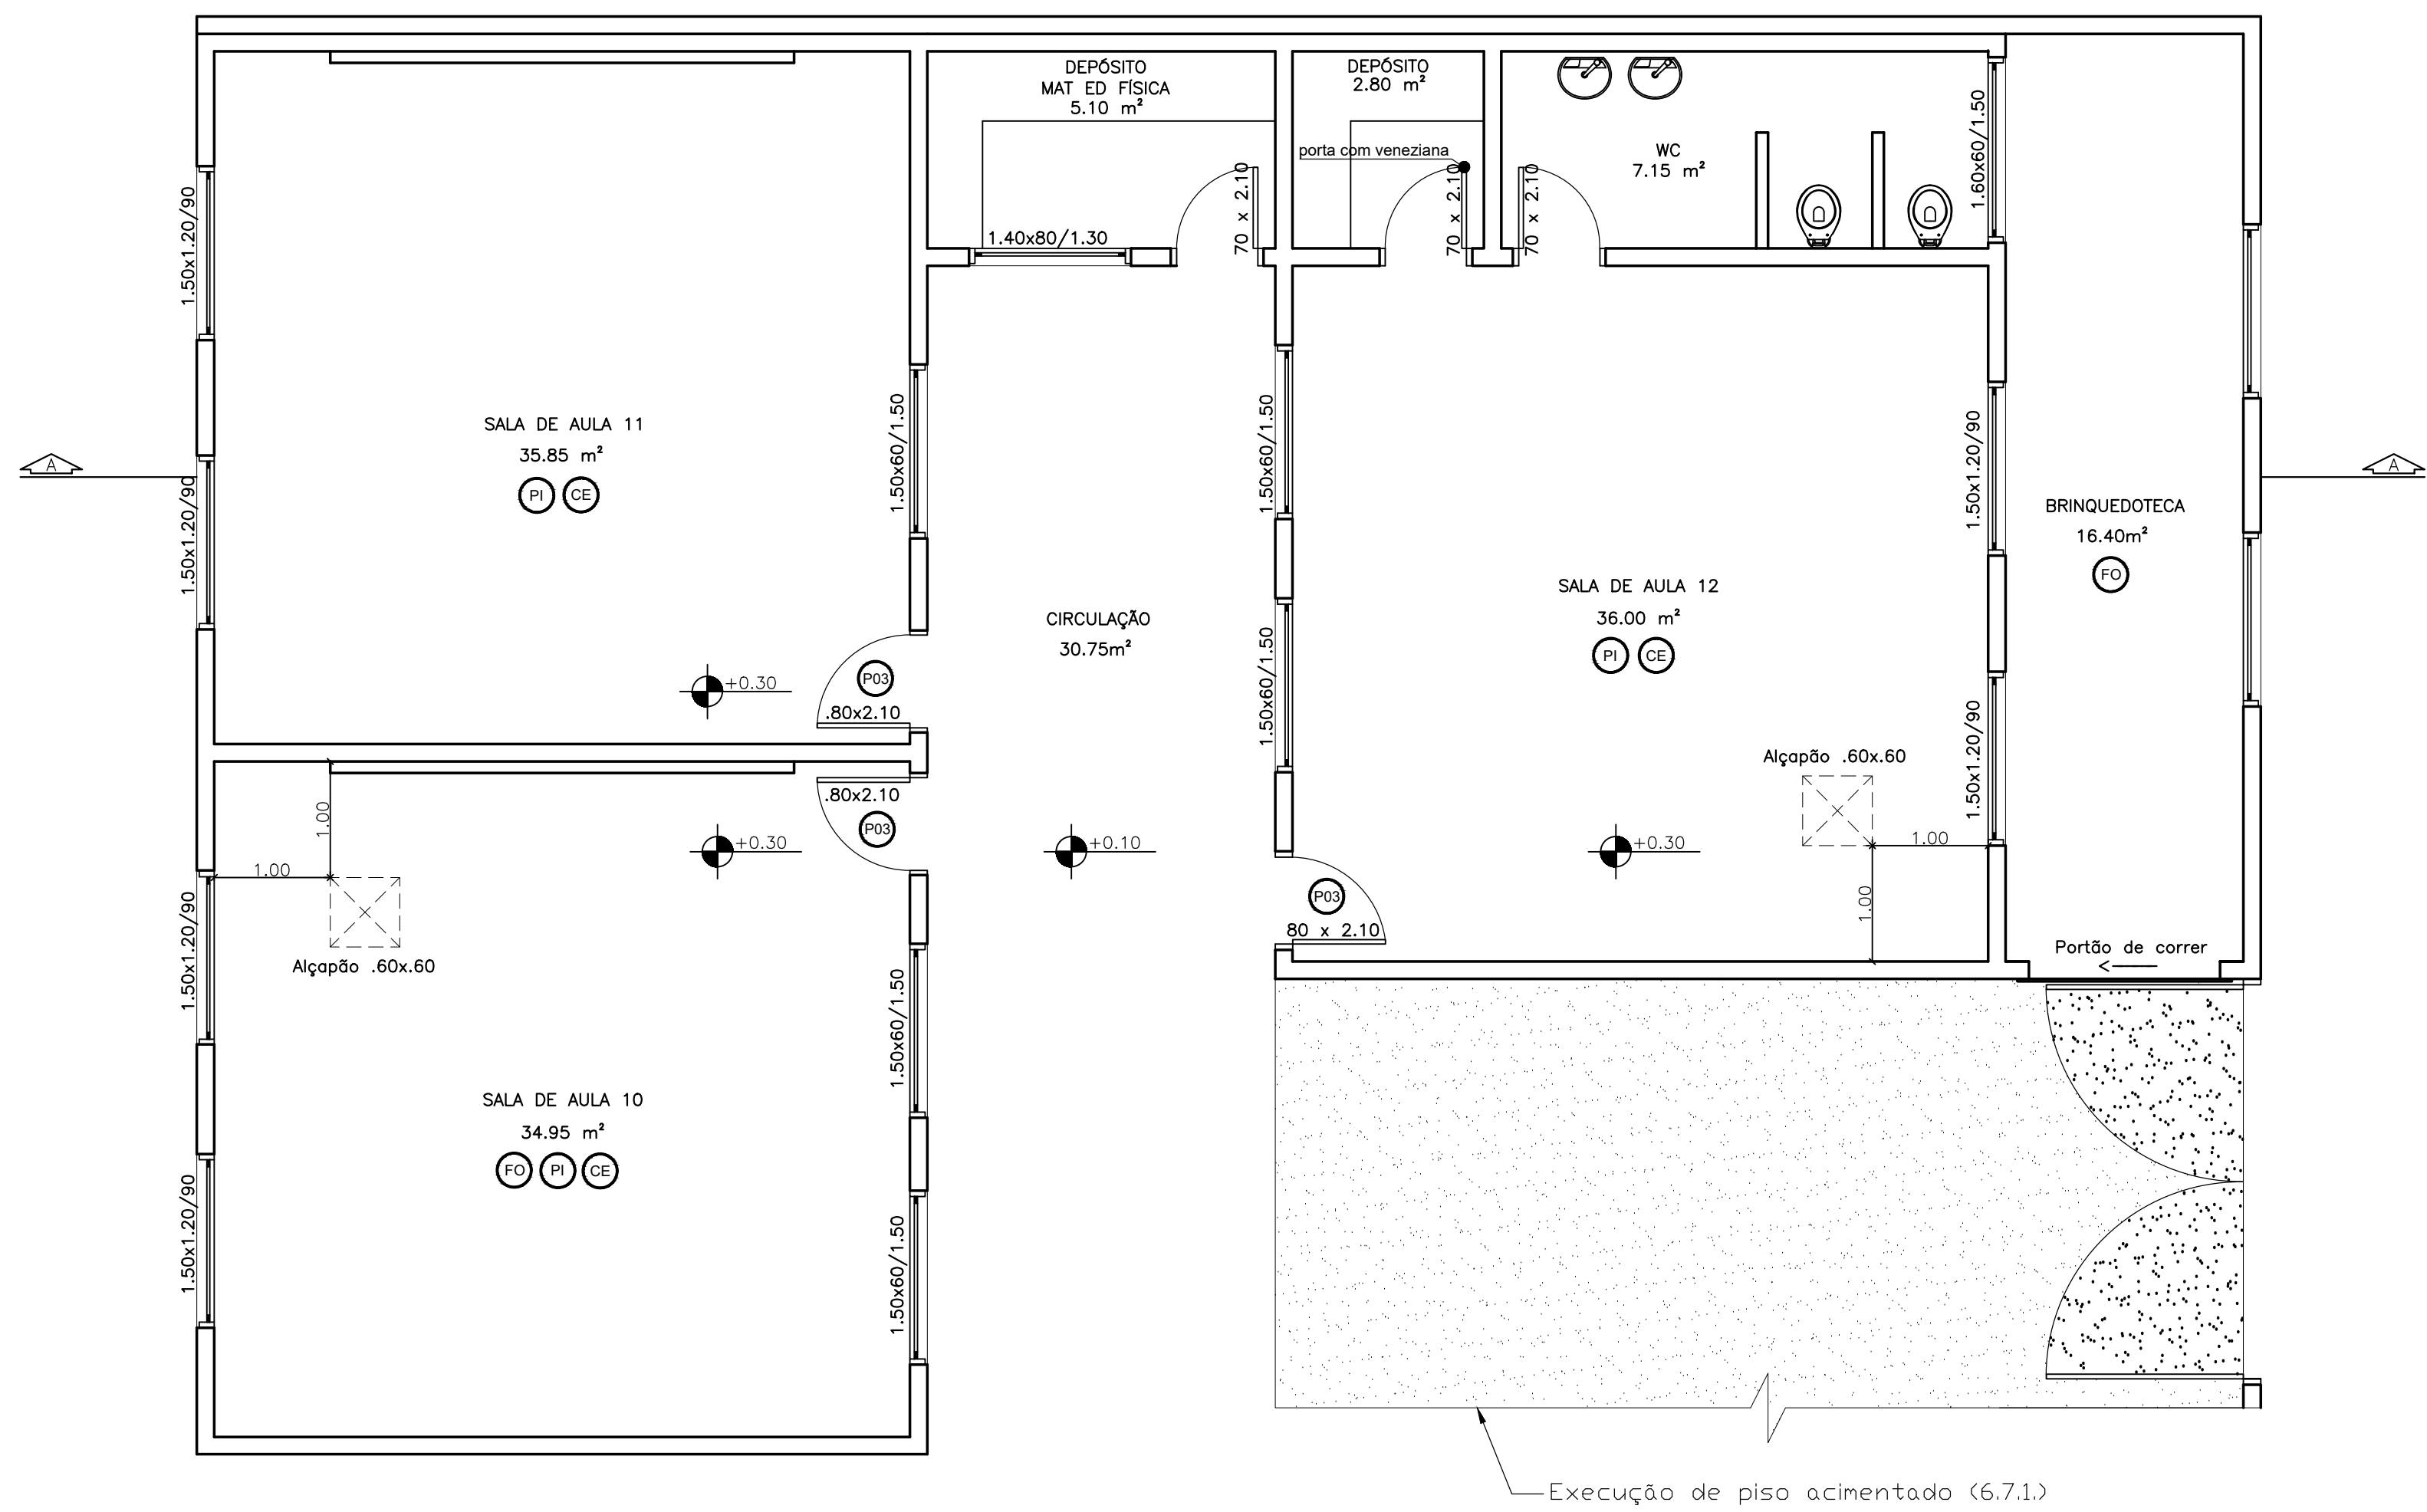 DEPÓSITO
MAT ED FÍSICA
5.10 m²
DEPÓSITO
2.80 m²
porta com veneziana
WC
7.15 m²
1.60x60/1.50
70 x 2.10
70 x 2.10
70 x 2.10
1.40x80/1.30
1.50x1.20/90
1.50x1.20/90
SALA DE AULA 11
35.85 m²
PI
CE
1.50x60/1.50
1.50x60/1.50
1.50x1.20/90
A
A
BRINQUEDOTECA
16.40m²
FO
SALA DE AULA 12
36.00 m²
PI
CE
CIRCULAÇÃO
30.75m²
1.50x60/1.50
+0.30
P03
.80x2.10
.80x2.10
P03
1.50x1.20/90
Alçapão .60x.60
1.00
1.00
+0.30
+0.10
+0.30
1.00
1.00
P03
80 x 2.10
Alçapão .60x.60
1.50x1.20/90
Portão de correr
1.50x60/1.50
SALA DE AULA 10
34.95 m²
FO
PI
CE
1.50x1.20/90
1.50x60/1.50
Execução de piso acimentado (6.7.1.)